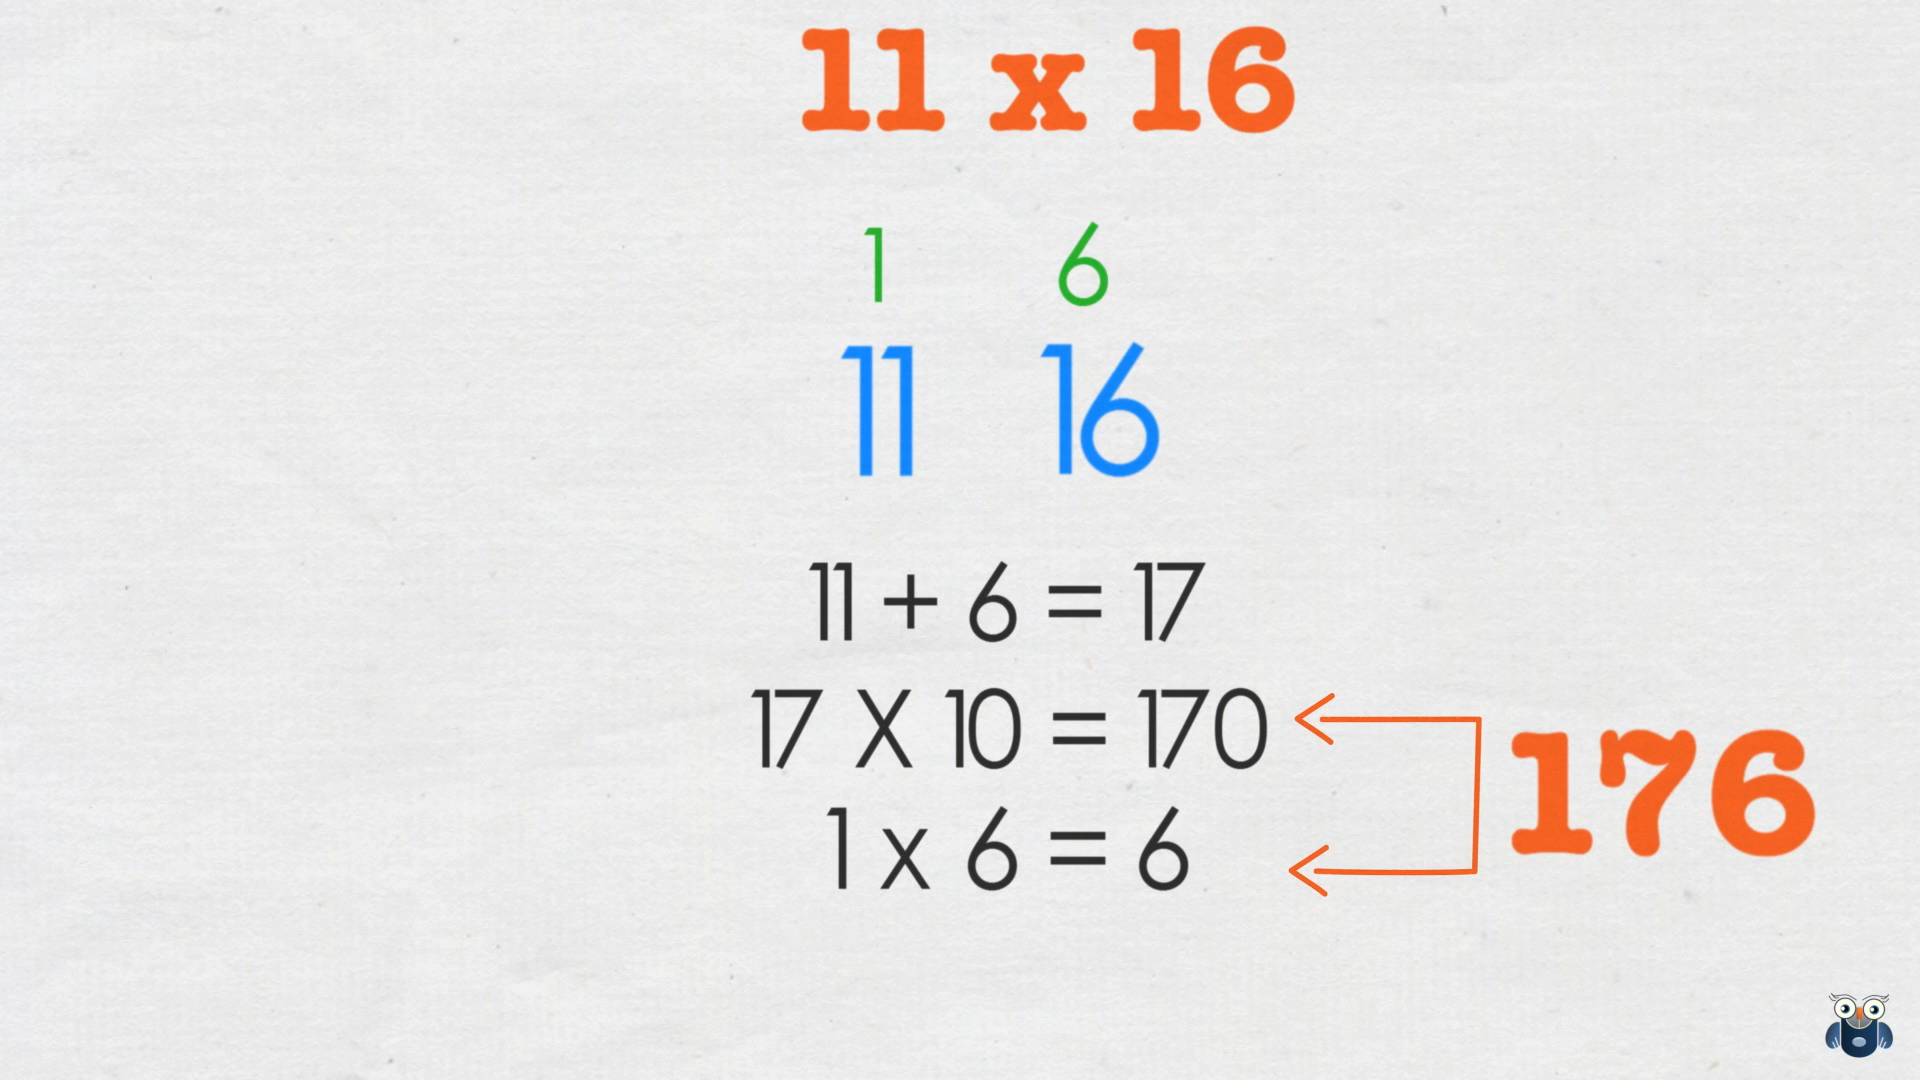 11 x 16
1 6
11 16
11 + 6 = 17
17 X 10 = 170
1 x 6 = 6
176